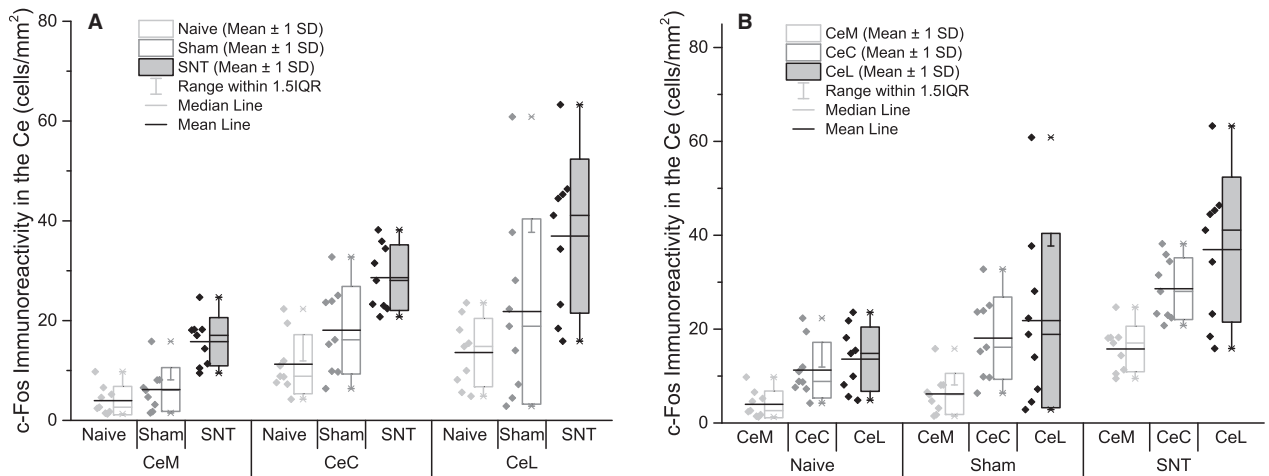 A
c-Fos Immunoreactivity in the Ce (cells/mm²)
80
60
40
20
0
Naive (Mean ± 1 SD)
Sham (Mean ± 1 SD)
SNT (Mean ± 1 SD)
Range within 1.5IQR
Median Line
Mean Line
Naive Sham SNT Naive Sham SNT Naive Sham SNT
CeM CeC CeL
B
c-Fos Immunoreactivity in the Ce (cells/mm²)
80
60
40
20
0
CeM (Mean ± 1 SD)
CeC (Mean ± 1 SD)
CeL (Mean ± 1 SD)
Range within 1.5IQR
Median Line
Mean Line
CeM CeC CeL CeM CeC CeL CeM CeC CeL
Naive Sham SNT